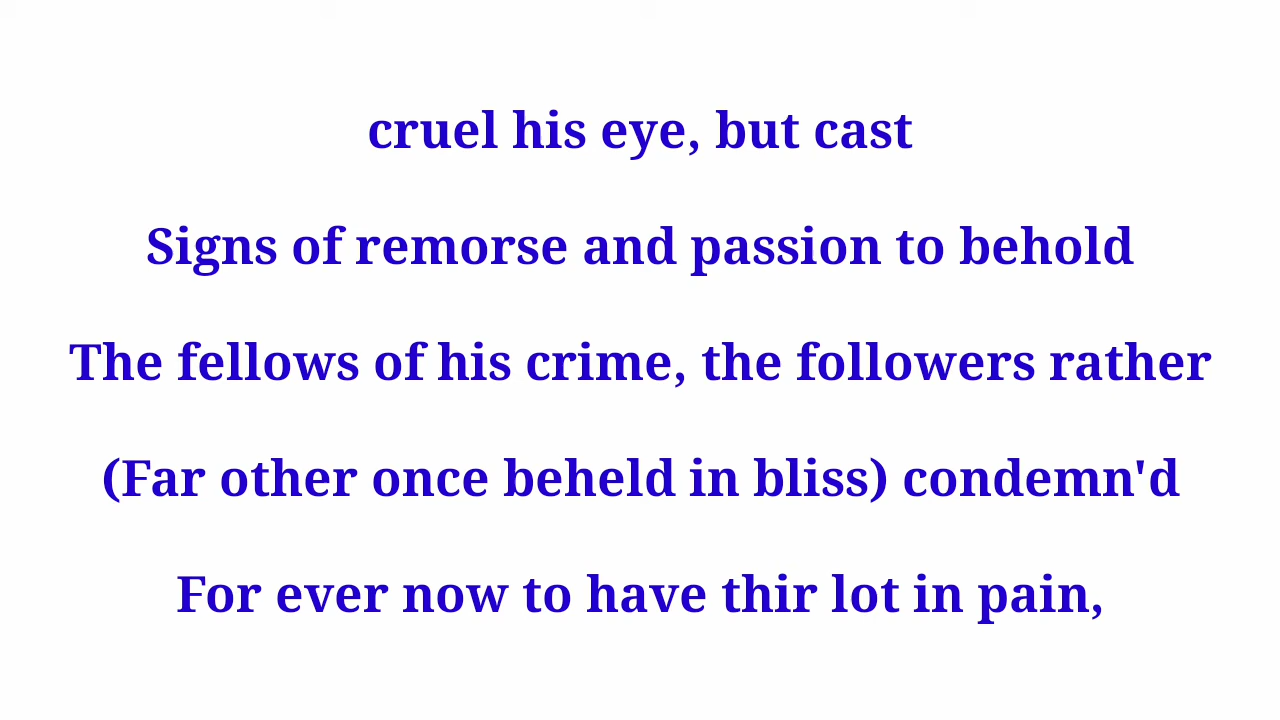 cruel his eye, but cast
Signs of remorse and passion to behold
The fellows of his crime, the followers rather
(Far other once beheld in bliss) condemn'd
For ever now to have thir lot in pain,